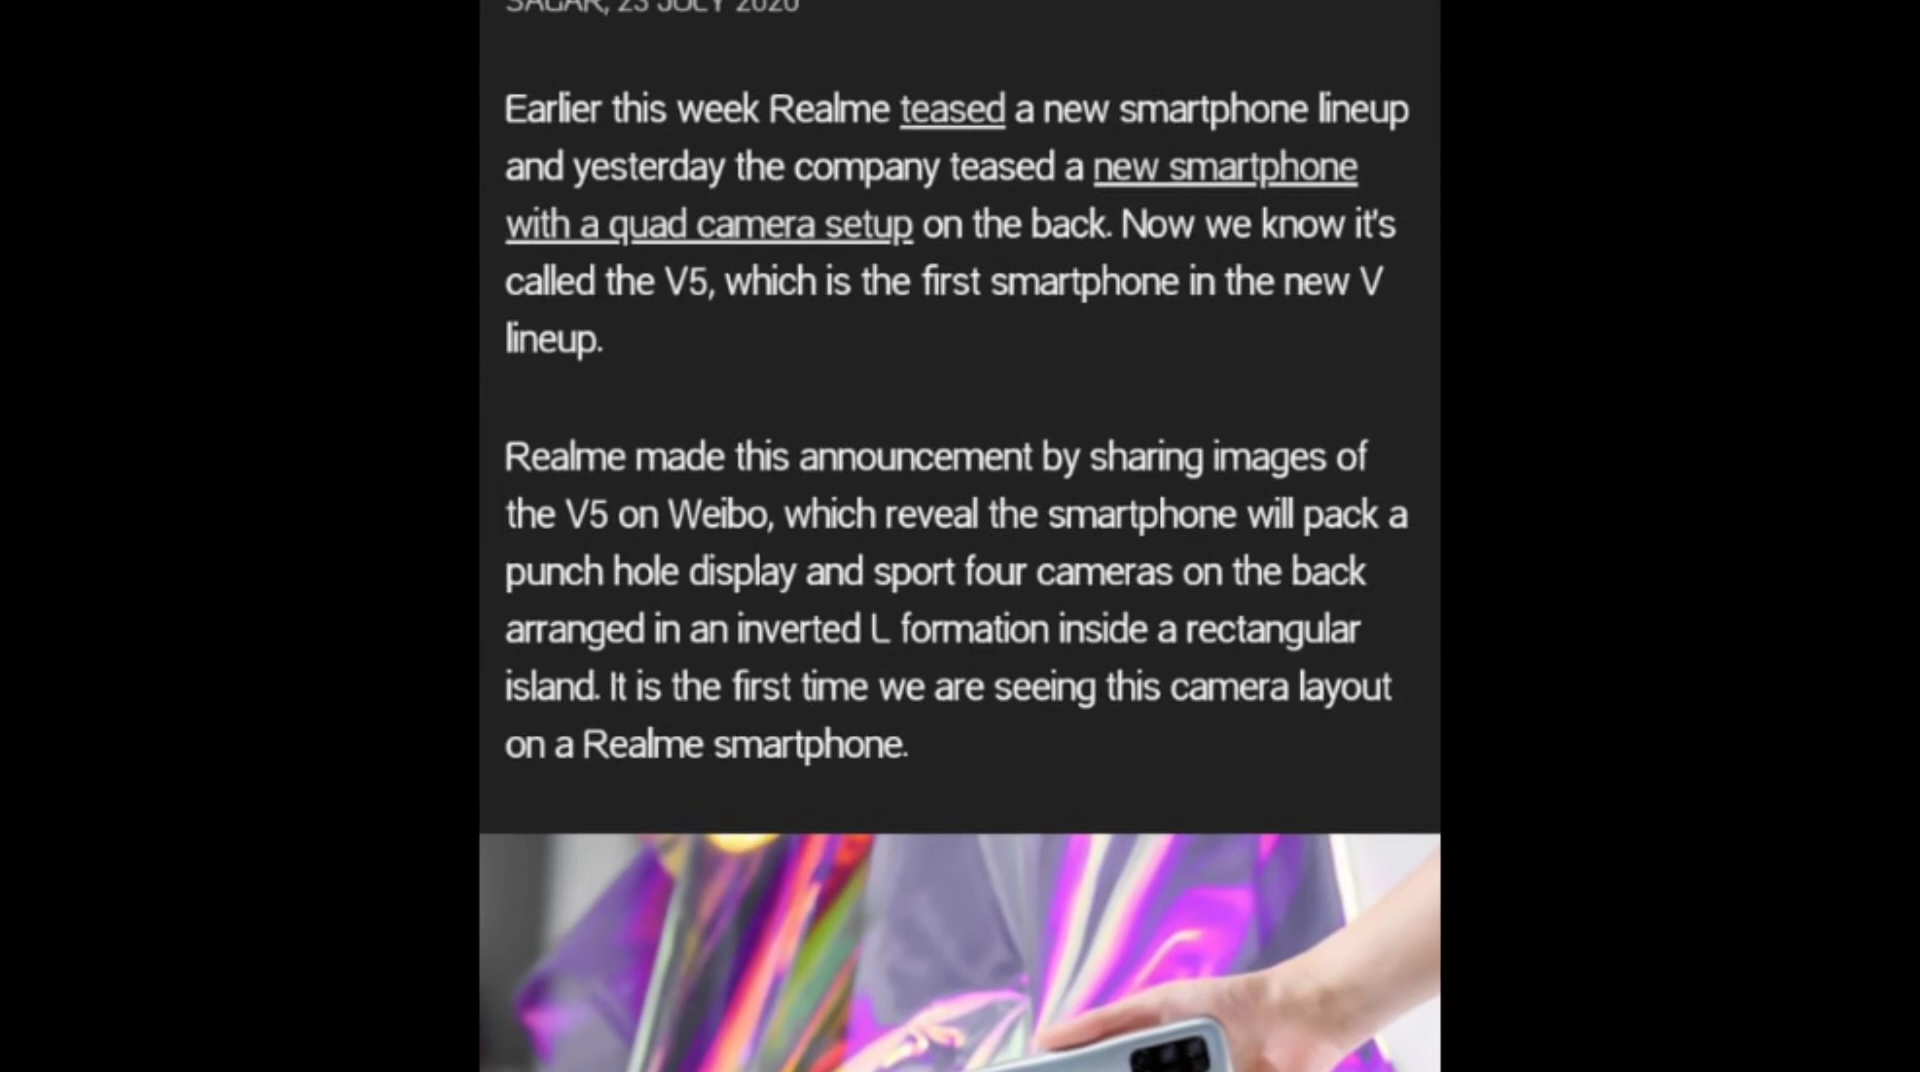 SAGAR, 23 JULY 2020
Earlier this week Realme teased a new smartphone lineup
and yesterday the company teased a new smartphone
with a quad camera setup on the back. Now we know it's
called the V5, which is the first smartphone in the new V
lineup.
Realme made this announcement by sharing images of
the V5 on Weibo, which reveal the smartphone will pack a
punch hole display and sport four cameras on the back
arranged in an inverted L formation inside a rectangular
island. It is the first time we are seeing this camera layout
on a Realme smartphone.